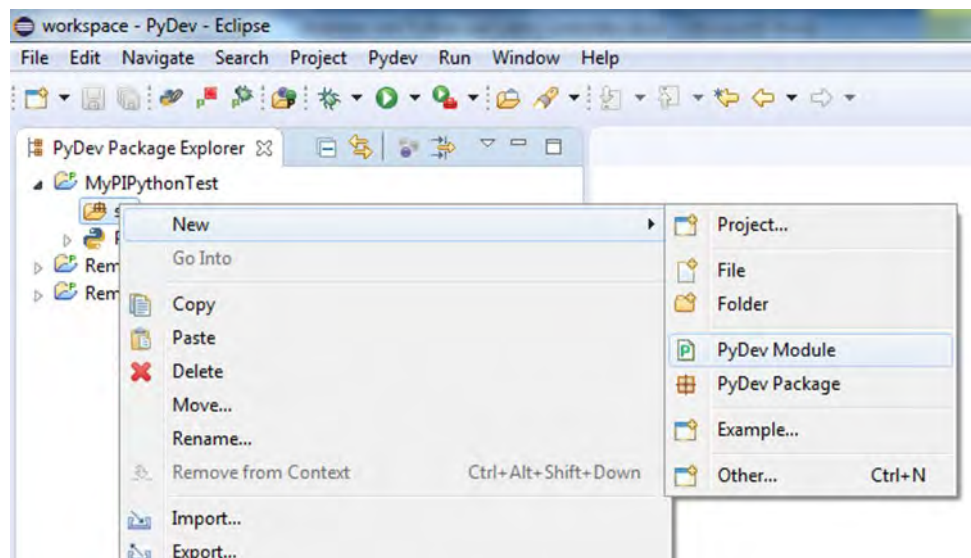 workspace - PyDev - Eclipse
File Edit Navigate Search Project Pydev Run Window Help
PyDev Package Explorer
MyPIPythonTest
Rem
Rem
New
Go Into
Copy
Paste
Delete
Move...
Rename...
Remove from Context Ctrl+Alt+Shift+Down
Import...
Export...
Project...
File
Folder
PyDev Module
PyDev Package
Example...
Other... Ctrl+N